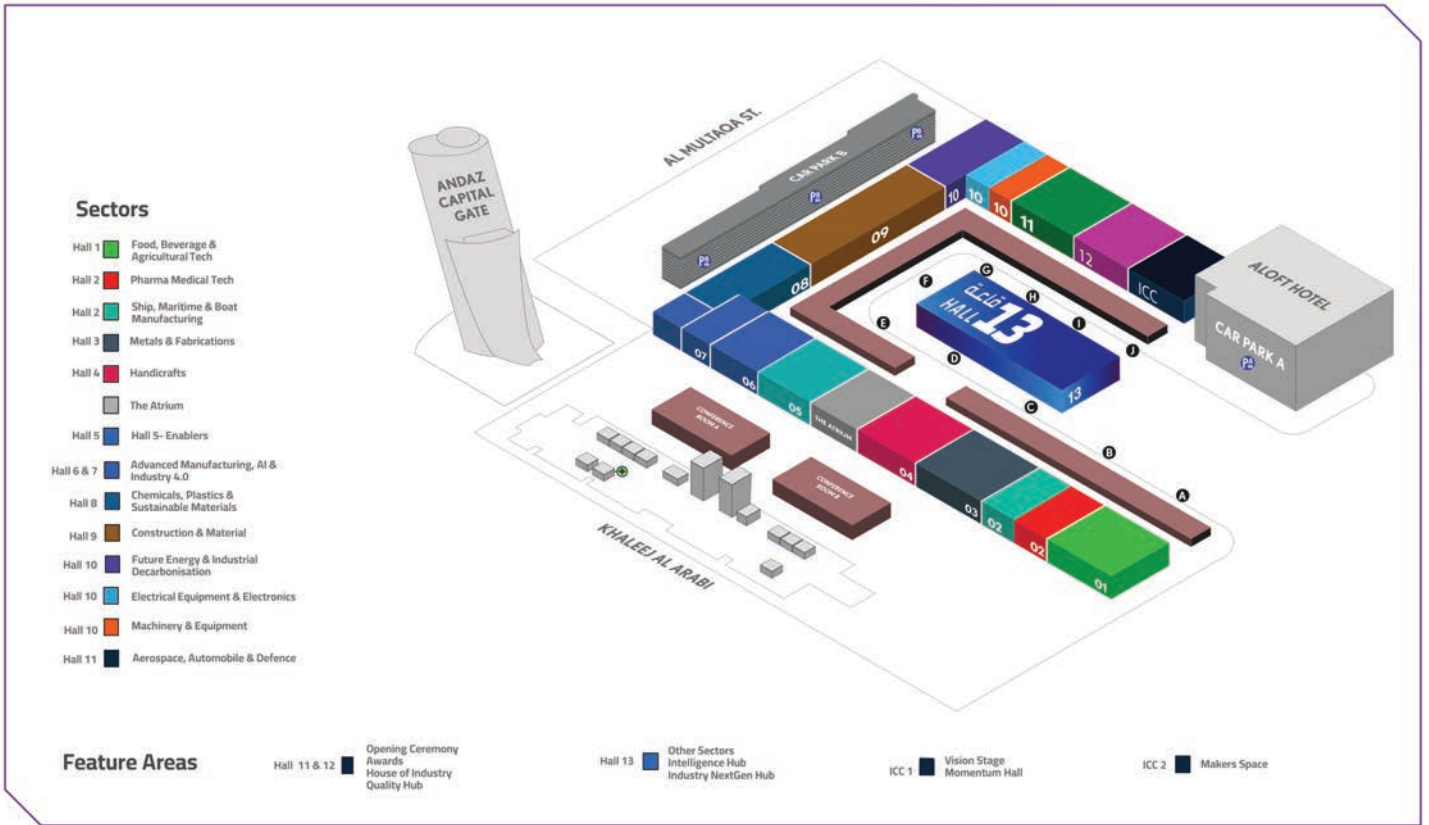 AL MULTAQA ST.
ANDAZ
CAPITAL
GATE
CAR PARK B
10
10
10
11
12
ICC
ALOFT HOTEL
CAR PARK A
09
08
07
06
05
THE ATRIUM
04
03
02
02
01
قاعة
HALL 13
13
F
G
H
I
J
E
D
C
B
A
CONFERENCE
ROOM A
CONFERENCE
ROOM B
KHALEEJ AL ARABI
Sectors
Hall 1 Food, Beverage &
Agricultural Tech
Hall 2 Pharma Medical Tech
Hall 2 Ship, Maritime & Boat
Manufacturing
Hall 3 Metals & Fabrications
Hall 4 Handicrafts
The Atrium
Hall 5 Hall 5- Enablers
Hall 6 & 7 Advanced Manufacturing, AI &
Industry 4.0
Hall 8 Chemicals, Plastics &
Sustainable Materials
Hall 9 Construction & Material
Hall 10 Future Energy & Industrial
Decarbonisation
Hall 10 Electrical Equipment & Electronics
Hall 10 Machinery & Equipment
Hall 11 Aerospace, Automobile & Defence
Feature Areas
Hall 11 & 12 Opening Ceremony
Awards
House of Industry
Quality Hub
Hall 13 Other Sectors
Intelligence Hub
Industry NextGen Hub
ICC 1 Vision Stage
Momentum Hall
ICC 2 Makers Space